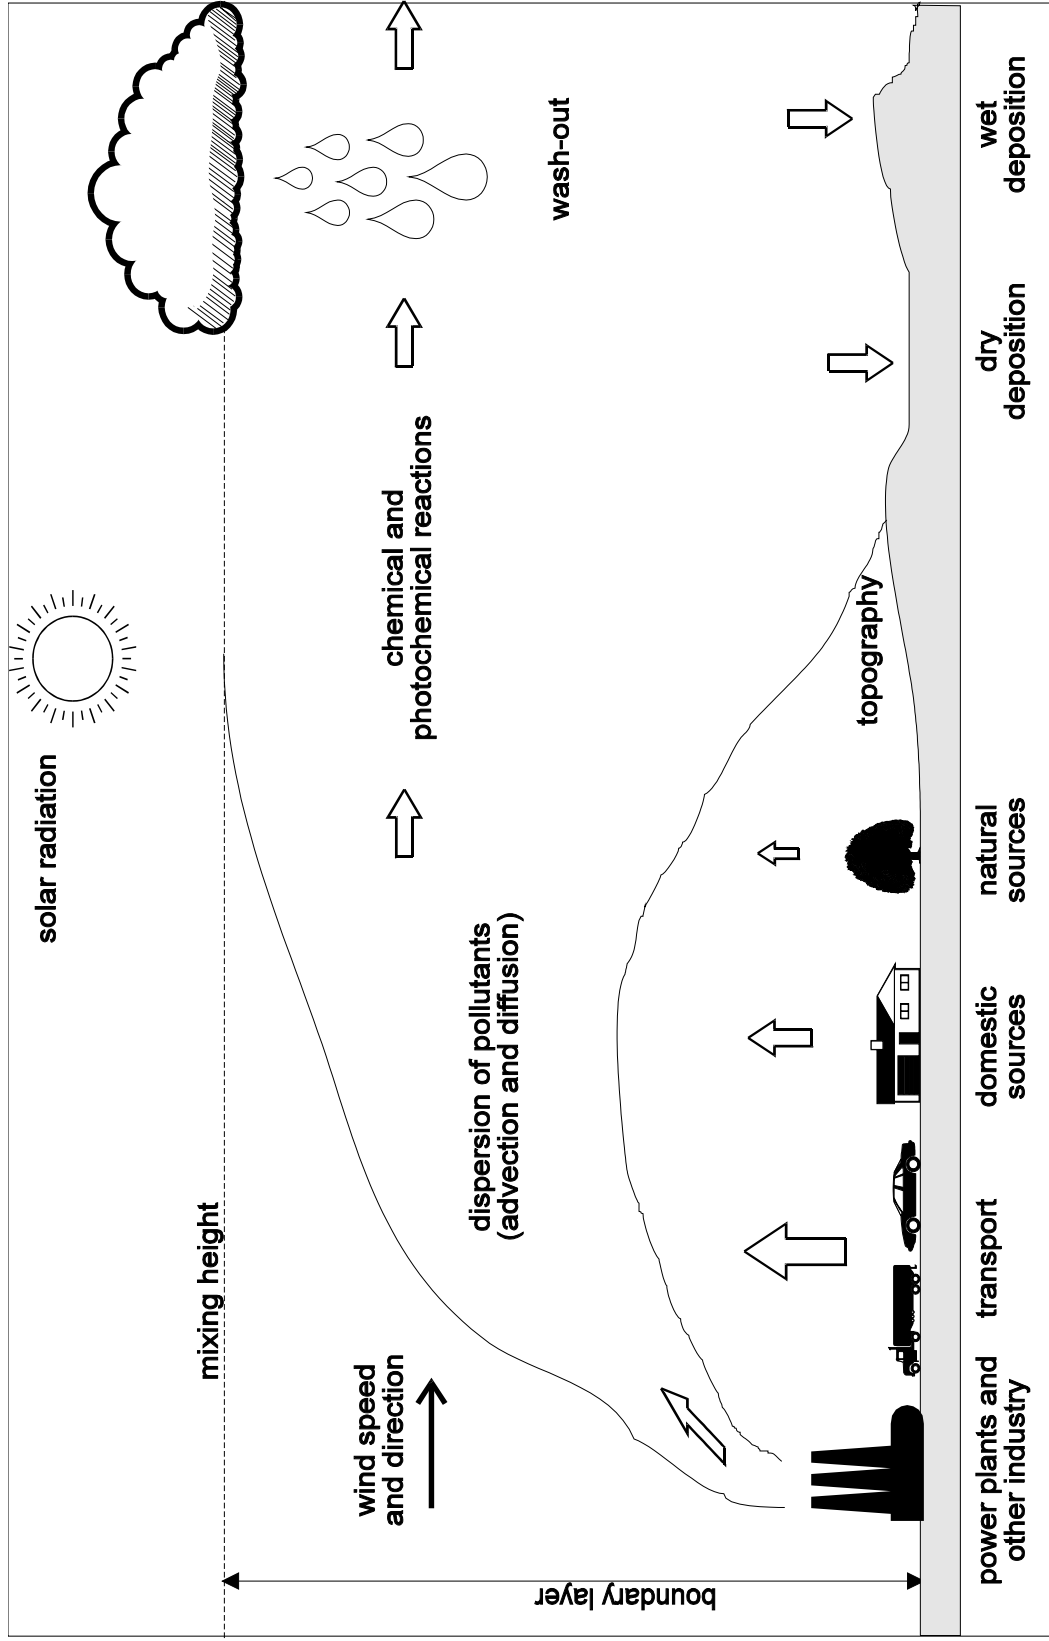 solar radiation
mixing height
wind speed
and direction
chemical and
photochemical reactions
dispersion of pollutants
(advection and diffusion)
wash-out
boundary layer
topography
power plants and
other industry
transport
domestic
sources
natural
sources
dry
deposition
wet
deposition